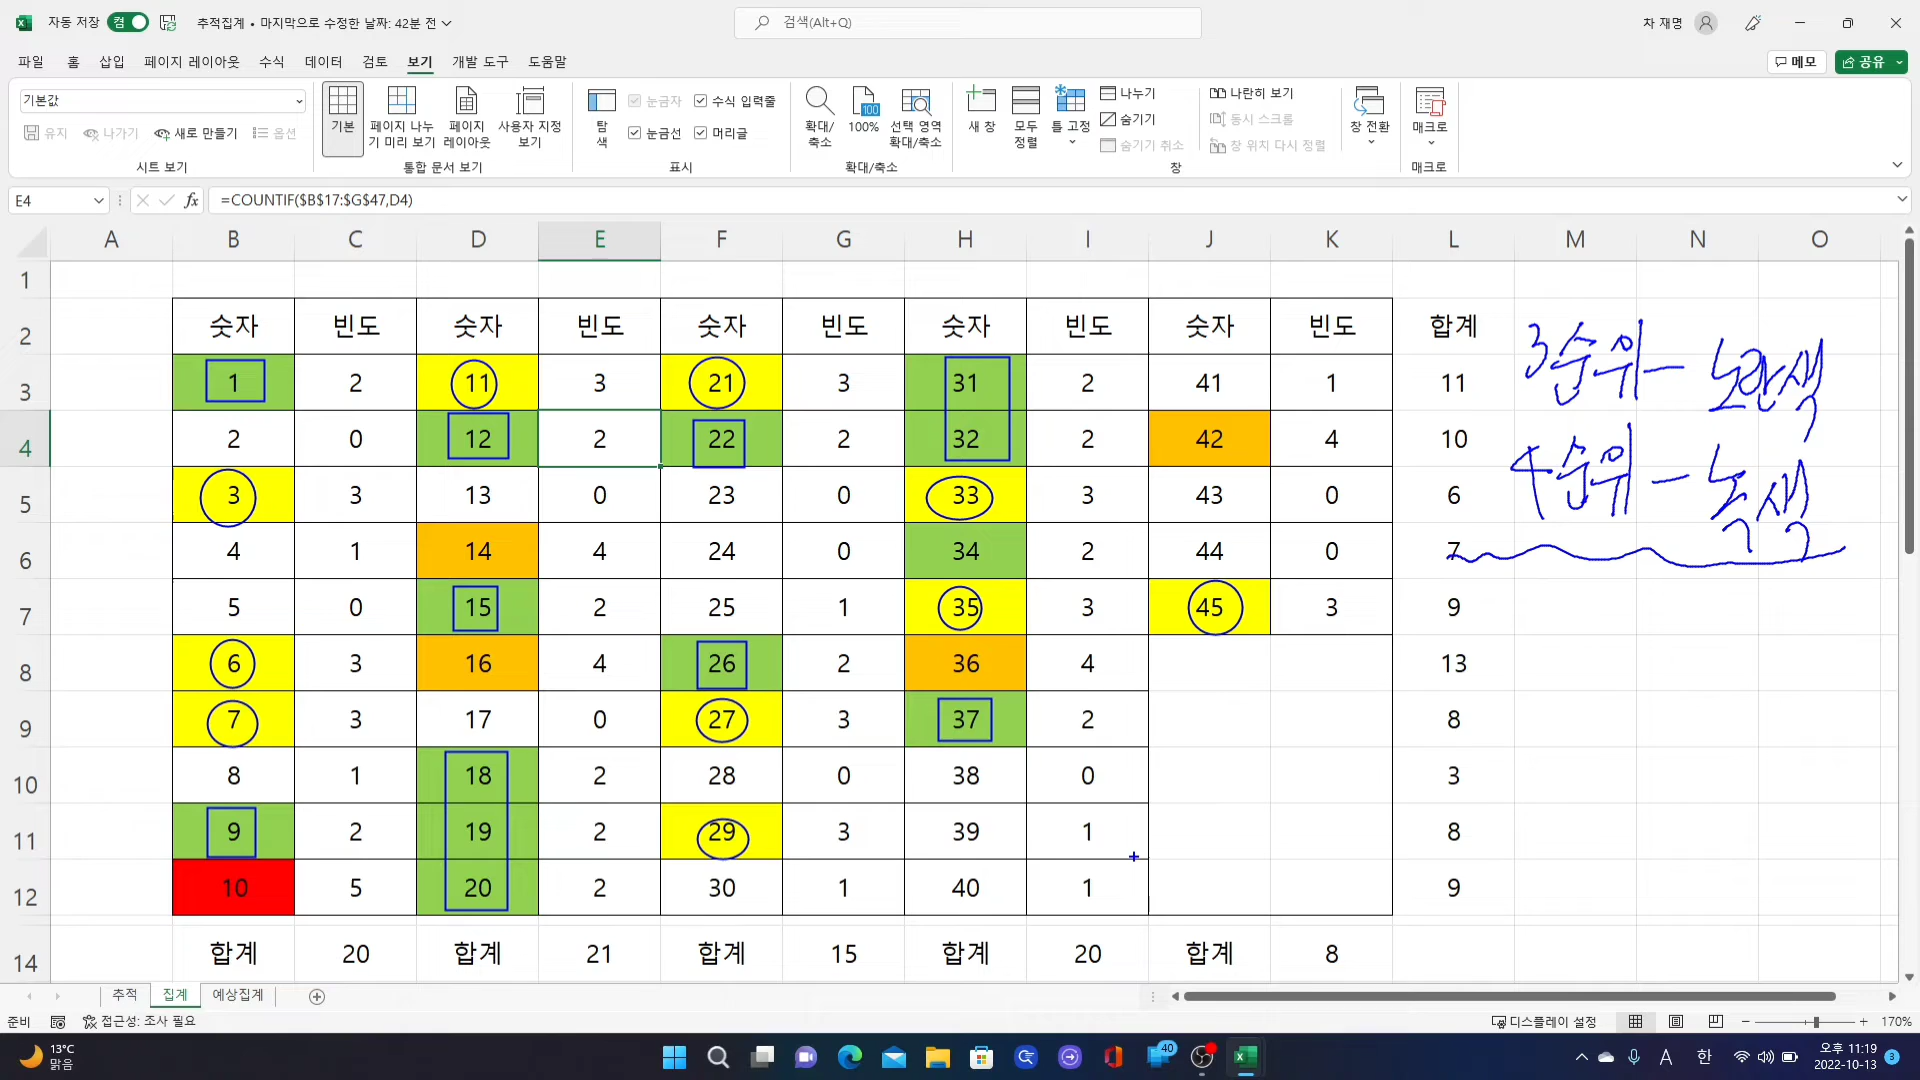 자동 저장 켬 추적집계 • 마지막으로 수정한 날짜: 42분 전 검색(Alt+Q) 차 재명
파일 홈 삽입 페이지 레이아웃 수식 데이터 검토 보기 개발 도구 도움말 메모 공유
기본값
유지 나가기 새로 만들기 옵션
시트 보기
기본
페이지 나누
기 미리 보기
페이지
레이아웃
사용자 지정
보기
통합 문서 보기
탐
색
눈금자 수식 입력줄
눈금선 머리글
표시
확대/
축소
100
100%
선택 영역
확대/축소
확대/축소
새 창
모두
정렬
틀 고정
나누기
숨기기
숨기기 취소
나란히 보기
동시 스크롤
창 위치 다시 정렬
창 전환
창
매크로
매크로
E4 fx =COUNTIF($B$17:$G$47,D4)
A B C D E F G H I J K L M N O
1
2 숫자 빈도 숫자 빈도 숫자 빈도 숫자 빈도 숫자 빈도 합계
3 1 2 11 3 21 3 31 2 41 1 11 3순위- 노란색
4 2 0 12 2 22 2 32 2 42 4 10
5 3 3 13 0 23 0 33 3 43 0 6 4순위 - 녹색
6 4 1 14 4 24 0 34 2 44 0 7
7 5 0 15 2 25 1 35 3 45 3 9
8 6 3 16 4 26 2 36 4 13
9 7 3 17 0 27 3 37 2 8
10 8 1 18 2 28 0 38 0 3
11 9 2 19 2 29 3 39 1 8
12 10 5 20 2 30 1 40 1 9
14 합계 20 합계 21 합계 15 합계 20 합계 8
추적 집계 예상집계
준비 접근성: 조사 필요 디스플레이 설정 170%
13°C
맑음
40
A 한
오후 11:19
2022-10-13
3